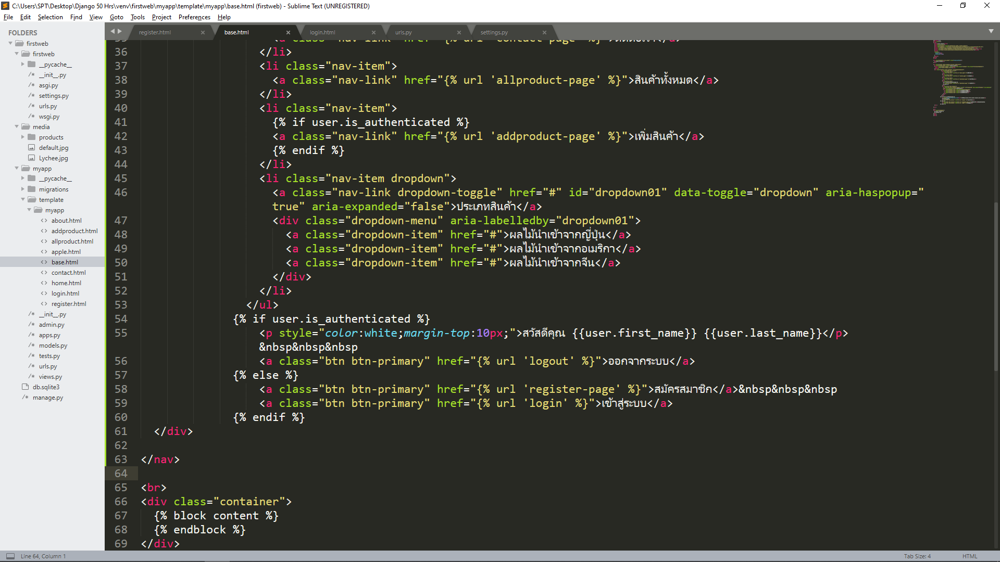 C:\Users\SPT\Desktop\Django 50 Hrs\venv\firstweb\myapp\template\myapp\base.html (firstweb) - Sublime Text (UNREGISTERED)
File Edit Selection Find View Goto Tools Project Preferences Help
FOLDERS
firstweb
firstweb
__pycache__
__init__.py
asgi.py
settings.py
urls.py
wsgi.py
media
products
default.jpg
Lychee.jpg
myapp
__pycache__
migrations
template
myapp
about.html
addproduct.html
allproduct.html
apple.html
base.html
contact.html
home.html
login.html
register.html
__init__.py
admin.py
apps.py
models.py
tests.py
urls.py
views.py
db.sqlite3
manage.py
register.html base.html login.html urls.py settings.py
36 </li>
37 <li class="nav-item">
38 <a class="nav-link" href="{% url 'allproduct-page' %}">สินค้าทั้งหมด</a>
39 </li>
40 <li class="nav-item">
41 {% if user.is_authenticated %}
42 <a class="nav-link" href="{% url 'addproduct-page' %}">เพิ่มสินค้า</a>
43 {% endif %}
44 </li>
45 <li class="nav-item dropdown">
46 <a class="nav-link dropdown-toggle" href="#" id="dropdown01" data-toggle="dropdown" aria-haspopup="
true" aria-expanded="false">ประเภทสินค้า</a>
47 <div class="dropdown-menu" aria-labelledby="dropdown01">
48 <a class="dropdown-item" href="#">ผลไม้นำเข้าจากญี่ปุ่น</a>
49 <a class="dropdown-item" href="#">ผลไม้นำเข้าจากอเมริกา</a>
50 <a class="dropdown-item" href="#">ผลไม้นำเข้าจากจีน</a>
51 </div>
52 </li>
53 </ul>
54 {% if user.is_authenticated %}
55 <p style="color:white;margin-top:10px;">สวัสดีคุณ {{user.first_name}} {{user.last_name}}</p>
&nbsp&nbsp&nbsp
56 <a class="btn btn-primary" href="{% url 'logout' %}">ออกจากระบบ</a>
57 {% else %}
58 <a class="btn btn-primary" href="{% url 'register-page' %}">สมัครสมาชิก</a>&nbsp&nbsp&nbsp
59 <a class="btn btn-primary" href="{% url 'login' %}">เข้าสู่ระบบ</a>
60 {% endif %}
61 </div>
62
63 </nav>
64
65 <br>
66 <div class="container">
67 {% block content %}
68 {% endblock %}
69 </div>
Line 64, Column 1
Tab Size: 4
HTML